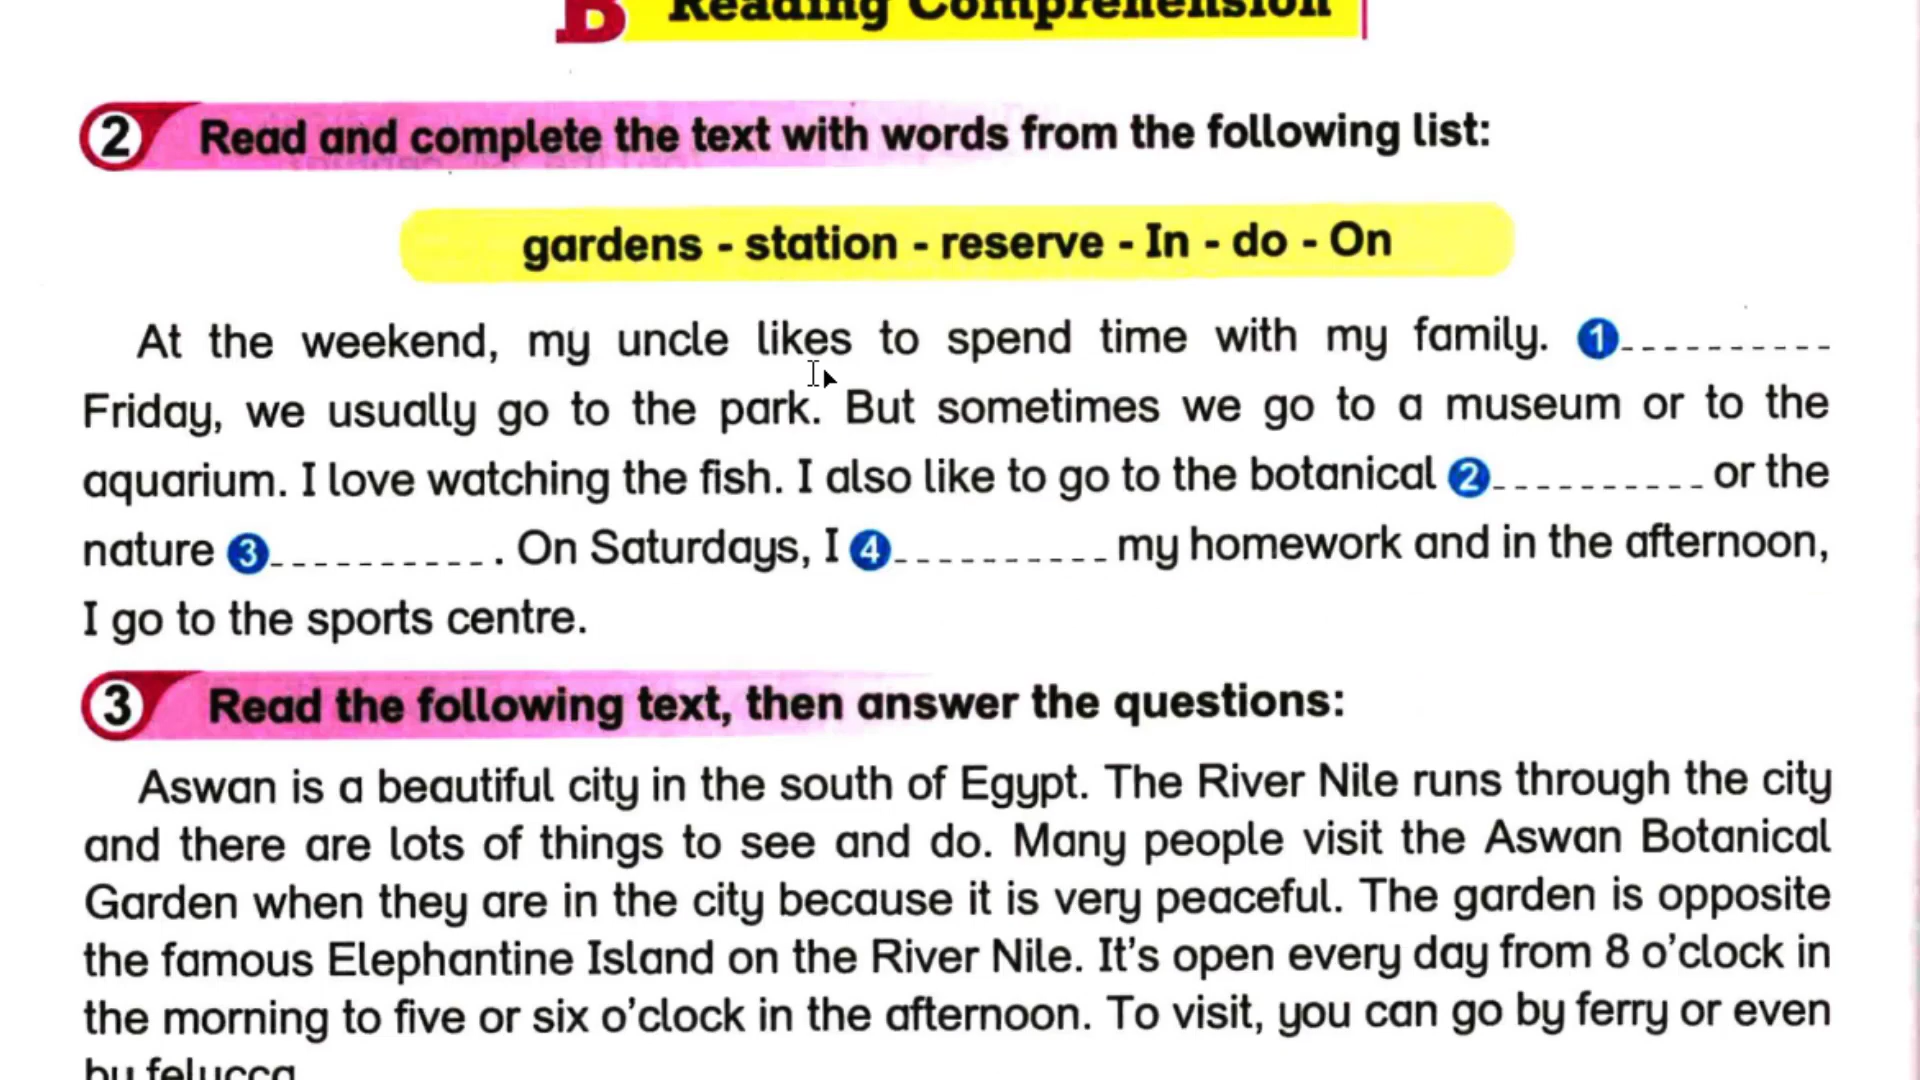 B Reading Comprehension
2 Read and complete the text with words from the following list:
gardens - station - reserve - In - do - On
At the weekend, my uncle likes to spend time with my family. 1 __________
Friday, we usually go to the park. But sometimes we go to a museum or to the
aquarium. I love watching the fish. I also like to go to the botanical 2 __________ or the
nature 3 __________ . On Saturdays, I 4 __________ my homework and in the afternoon,
I go to the sports centre.
3 Read the following text, then answer the questions:
Aswan is a beautiful city in the south of Egypt. The River Nile runs through the city
and there are lots of things to see and do. Many people visit the Aswan Botanical
Garden when they are in the city because it is very peaceful. The garden is opposite
the famous Elephantine Island on the River Nile. It's open every day from 8 o'clock in
the morning to five or six o'clock in the afternoon. To visit, you can go by ferry or even
by felucca.